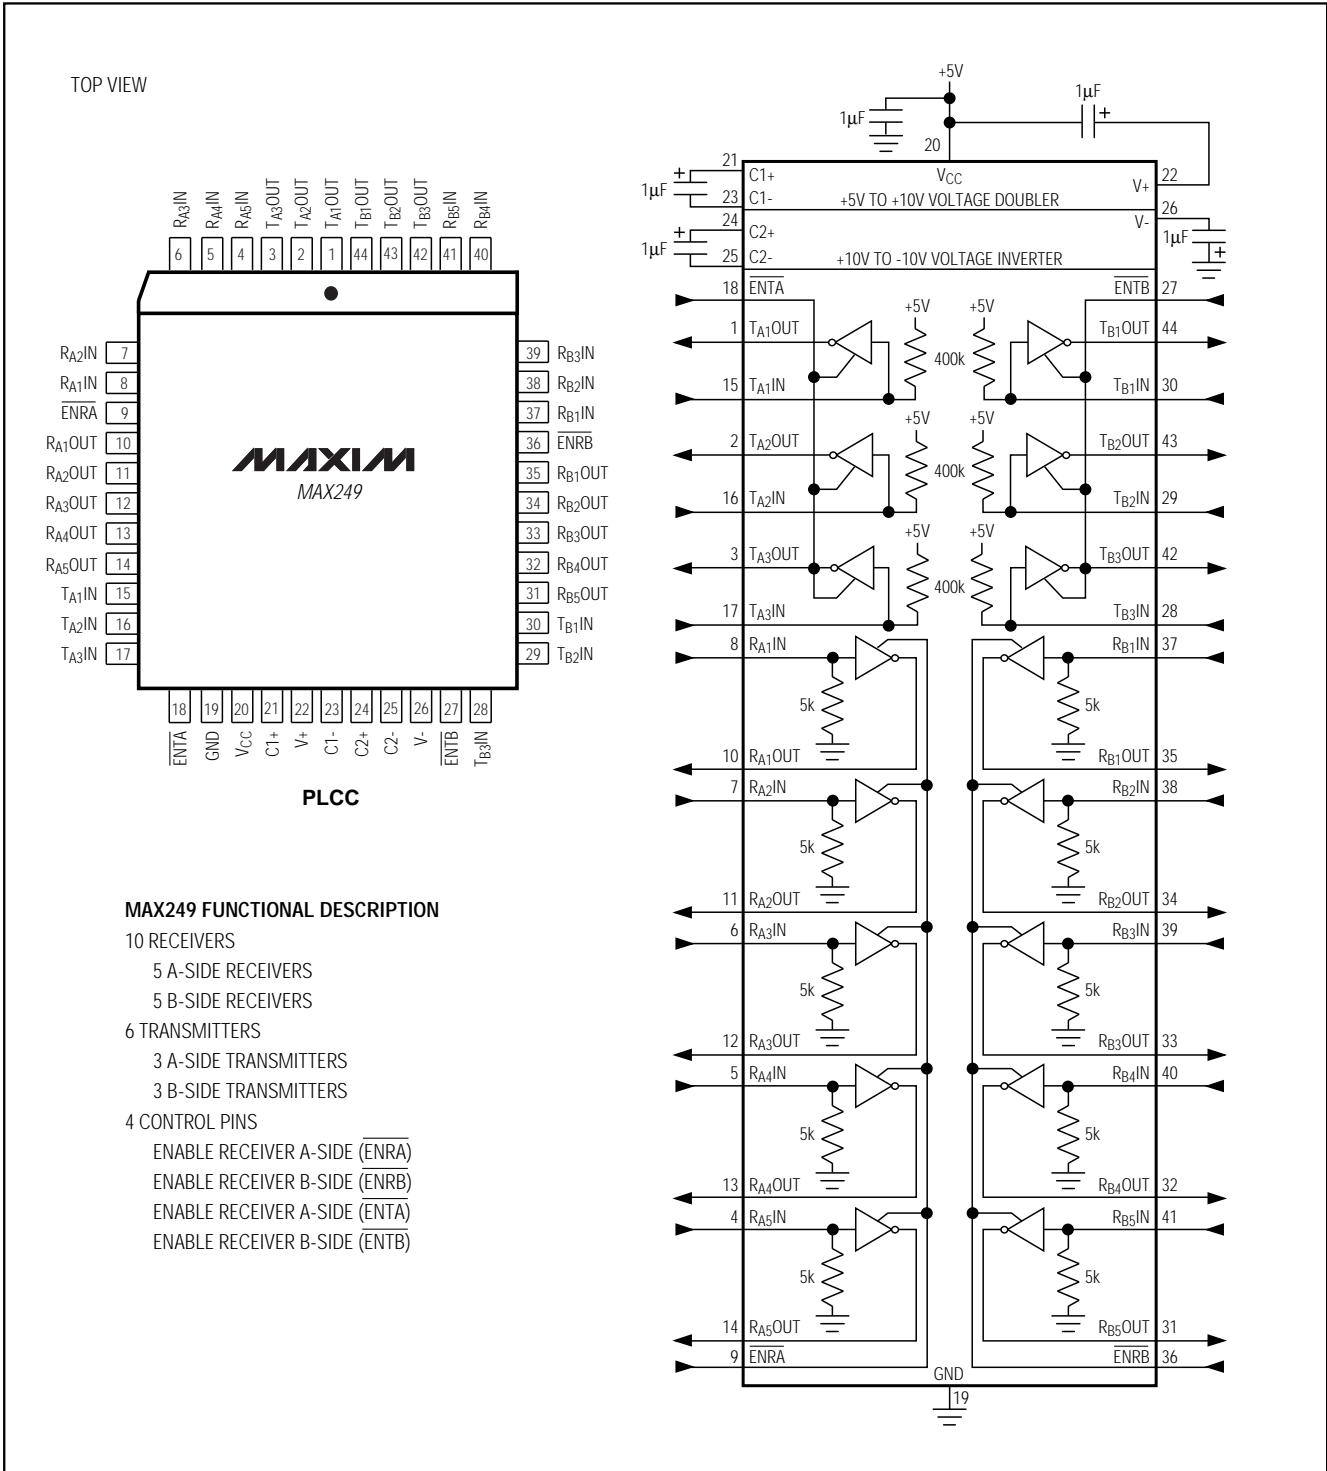 TOP VIEW
RA3IN
RA4IN
RA5IN
TA3OUT
TA2OUT
TA1OUT
TB1OUT
TB2OUT
TB3OUT
RB5IN
RB4IN
6 5 4 3 2 1 44 43 42 41 40
RA2IN 7
RA1IN 8
ENRA 9
RA1OUT 10
RA2OUT 11
RA3OUT 12
RA4OUT 13
RA5OUT 14
TA1IN 15
TA2IN 16
TA3IN 17
MAXIM
MAX249
39 RB3IN
38 RB2IN
37 RB1IN
36 ENRB
35 RB1OUT
34 RB2OUT
33 RB3OUT
32 RB4OUT
31 RB5OUT
30 TB1IN
29 TB2IN
18 19 20 21 22 23 24 25 26 27 28
ENTA
GND
VCC
C1+
V+
C1-
C2+
C2-
V-
ENTB
TB3IN
PLCC
MAX249 FUNCTIONAL DESCRIPTION
10 RECEIVERS
5 A-SIDE RECEIVERS
5 B-SIDE RECEIVERS
6 TRANSMITTERS
3 A-SIDE TRANSMITTERS
3 B-SIDE TRANSMITTERS
4 CONTROL PINS
ENABLE RECEIVER A-SIDE (ENRA)
ENABLE RECEIVER B-SIDE (ENRB)
ENABLE RECEIVER A-SIDE (ENTA)
ENABLE RECEIVER B-SIDE (ENTB)
+5V
1µF
1µF +
20
21 C1+ VCC V+ 22
+ 1µF
23 C1- +5V TO +10V VOLTAGE DOUBLER
V- 26
24 C2+
+ 1µF
1µF +
25 C2- +10V TO -10V VOLTAGE INVERTER
18 ENTA ENTB 27
+5V +5V
1 TA1OUT TB1OUT 44
400k
15 TA1IN TB1IN 30
+5V +5V
2 TA2OUT TB2OUT 43
400k
16 TA2IN TB2IN 29
+5V +5V
3 TA3OUT TB3OUT 42
400k
17 TA3IN TB3IN 28
8 RA1IN RB1IN 37
5k 5k
10 RA1OUT RB1OUT 35
7 RA2IN RB2IN 38
5k 5k
11 RA2OUT RB2OUT 34
6 RA3IN RB3IN 39
5k 5k
12 RA3OUT RB3OUT 33
5 RA4IN RB4IN 40
5k 5k
13 RA4OUT RB4OUT 32
4 RA5IN RB5IN 41
5k 5k
14 RA5OUT RB5OUT 31
9 ENRA ENRB 36
GND
19